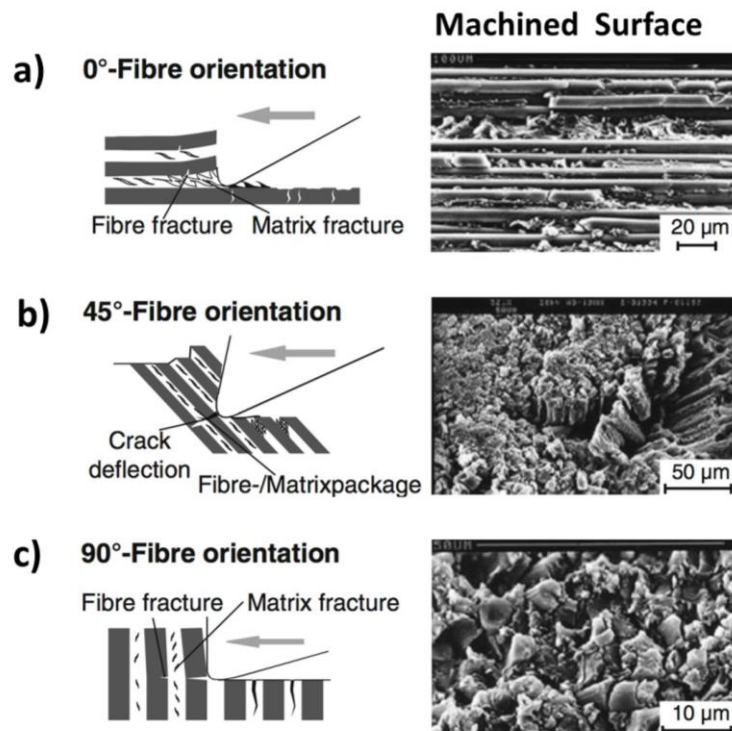 Machined Surface
a) 0°-Fibre orientation
100UM
Fibre fracture Matrix fracture
20 µm
b) 45°-Fibre orientation
Crack
deflection
Fibre-/Matrixpackage
50 µm
c) 90°-Fibre orientation
50UM
Fibre fracture Matrix fracture
10 µm